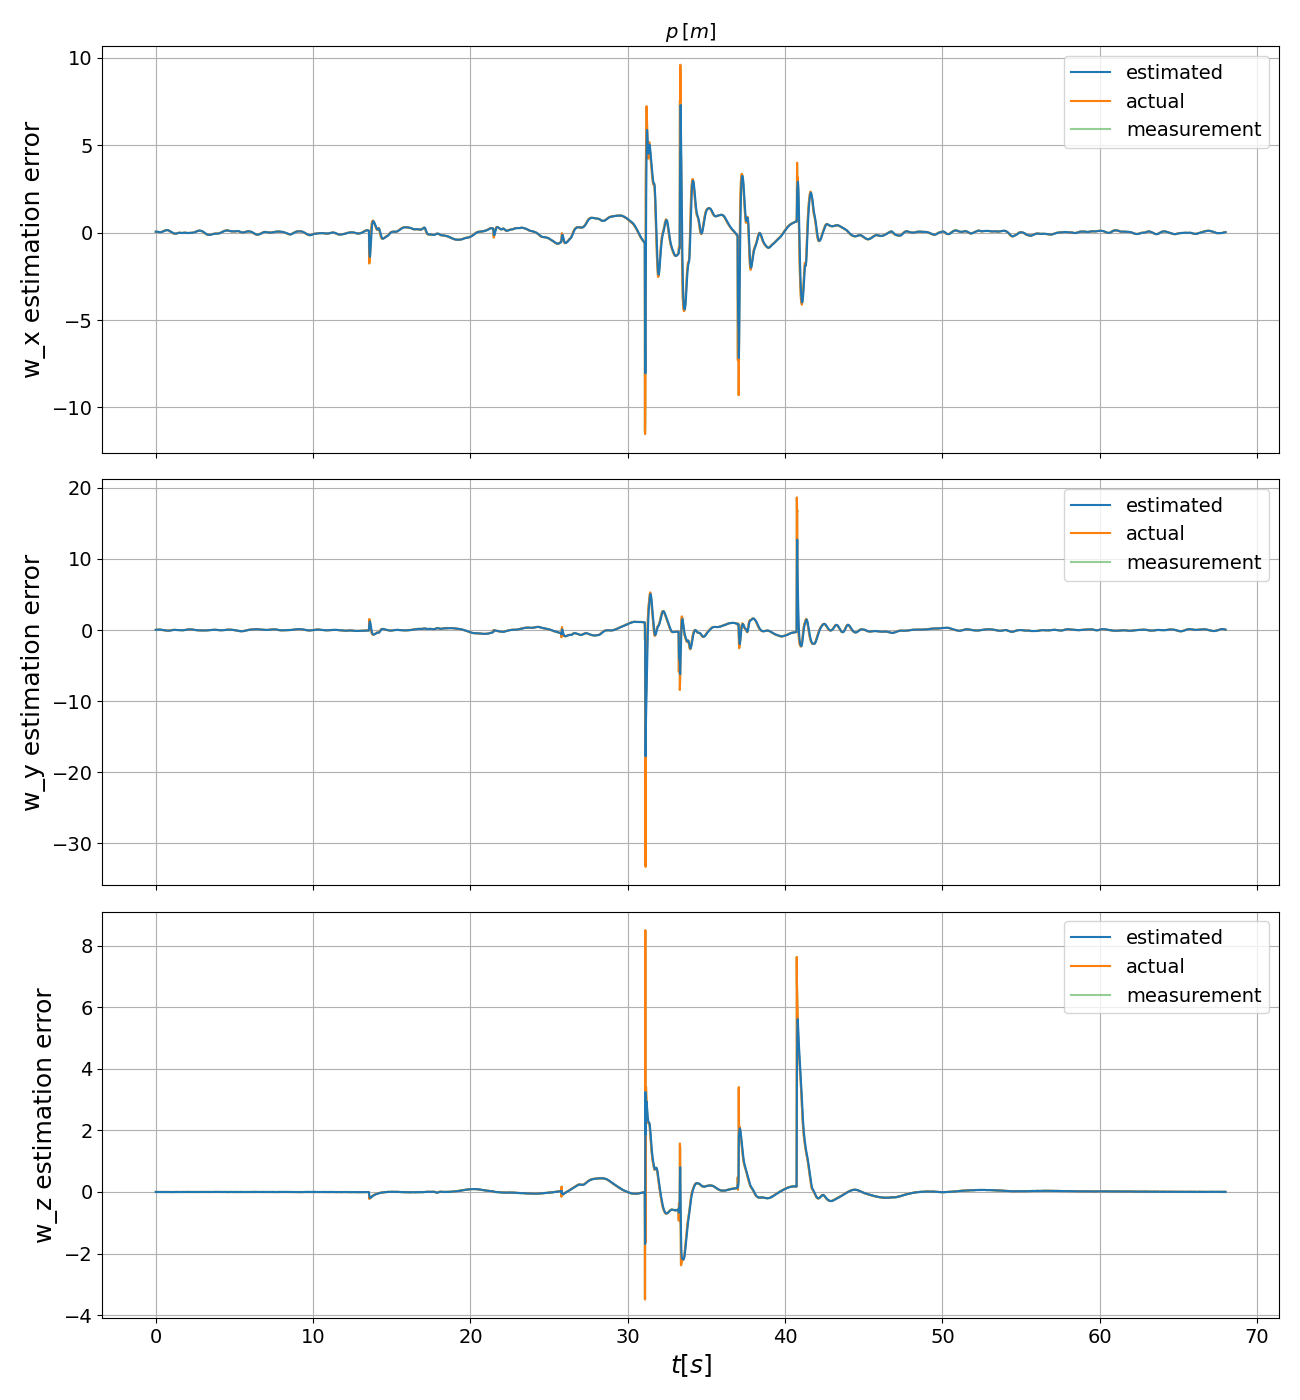 p [m]
w_x estimation error
10
5
0
−5
−10
estimated
actual
measurement
w_y estimation error
20
10
0
−10
−20
−30
estimated
actual
measurement
w_z estimation error
8
6
4
2
0
−2
−4
estimated
actual
measurement
0 10 20 30 40 50 60 70
t[s]